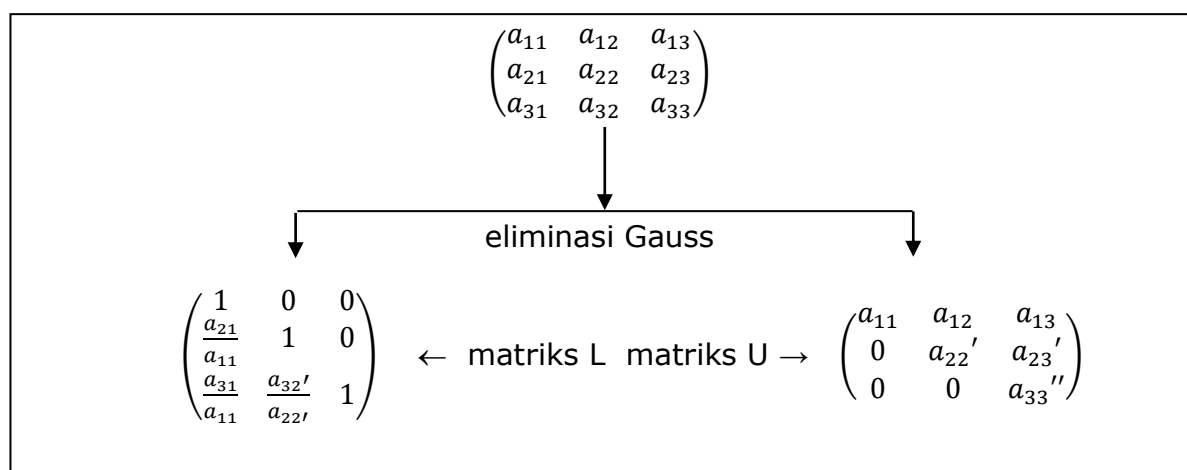 a₁₁ a₁₂ a₁₃
a₂₁ a₂₂ a₂₃
a₃₁ a₃₂ a₃₃
eliminasi Gauss
1 0 0
a₂₁/a₁₁ 1 0
a₃₁/a₁₁ a₃₂′/a₂₂′ 1
← matriks L matriks U →
a₁₁ a₁₂ a₁₃
0 a₂₂′ a₂₃′
0 0 a₃₃″